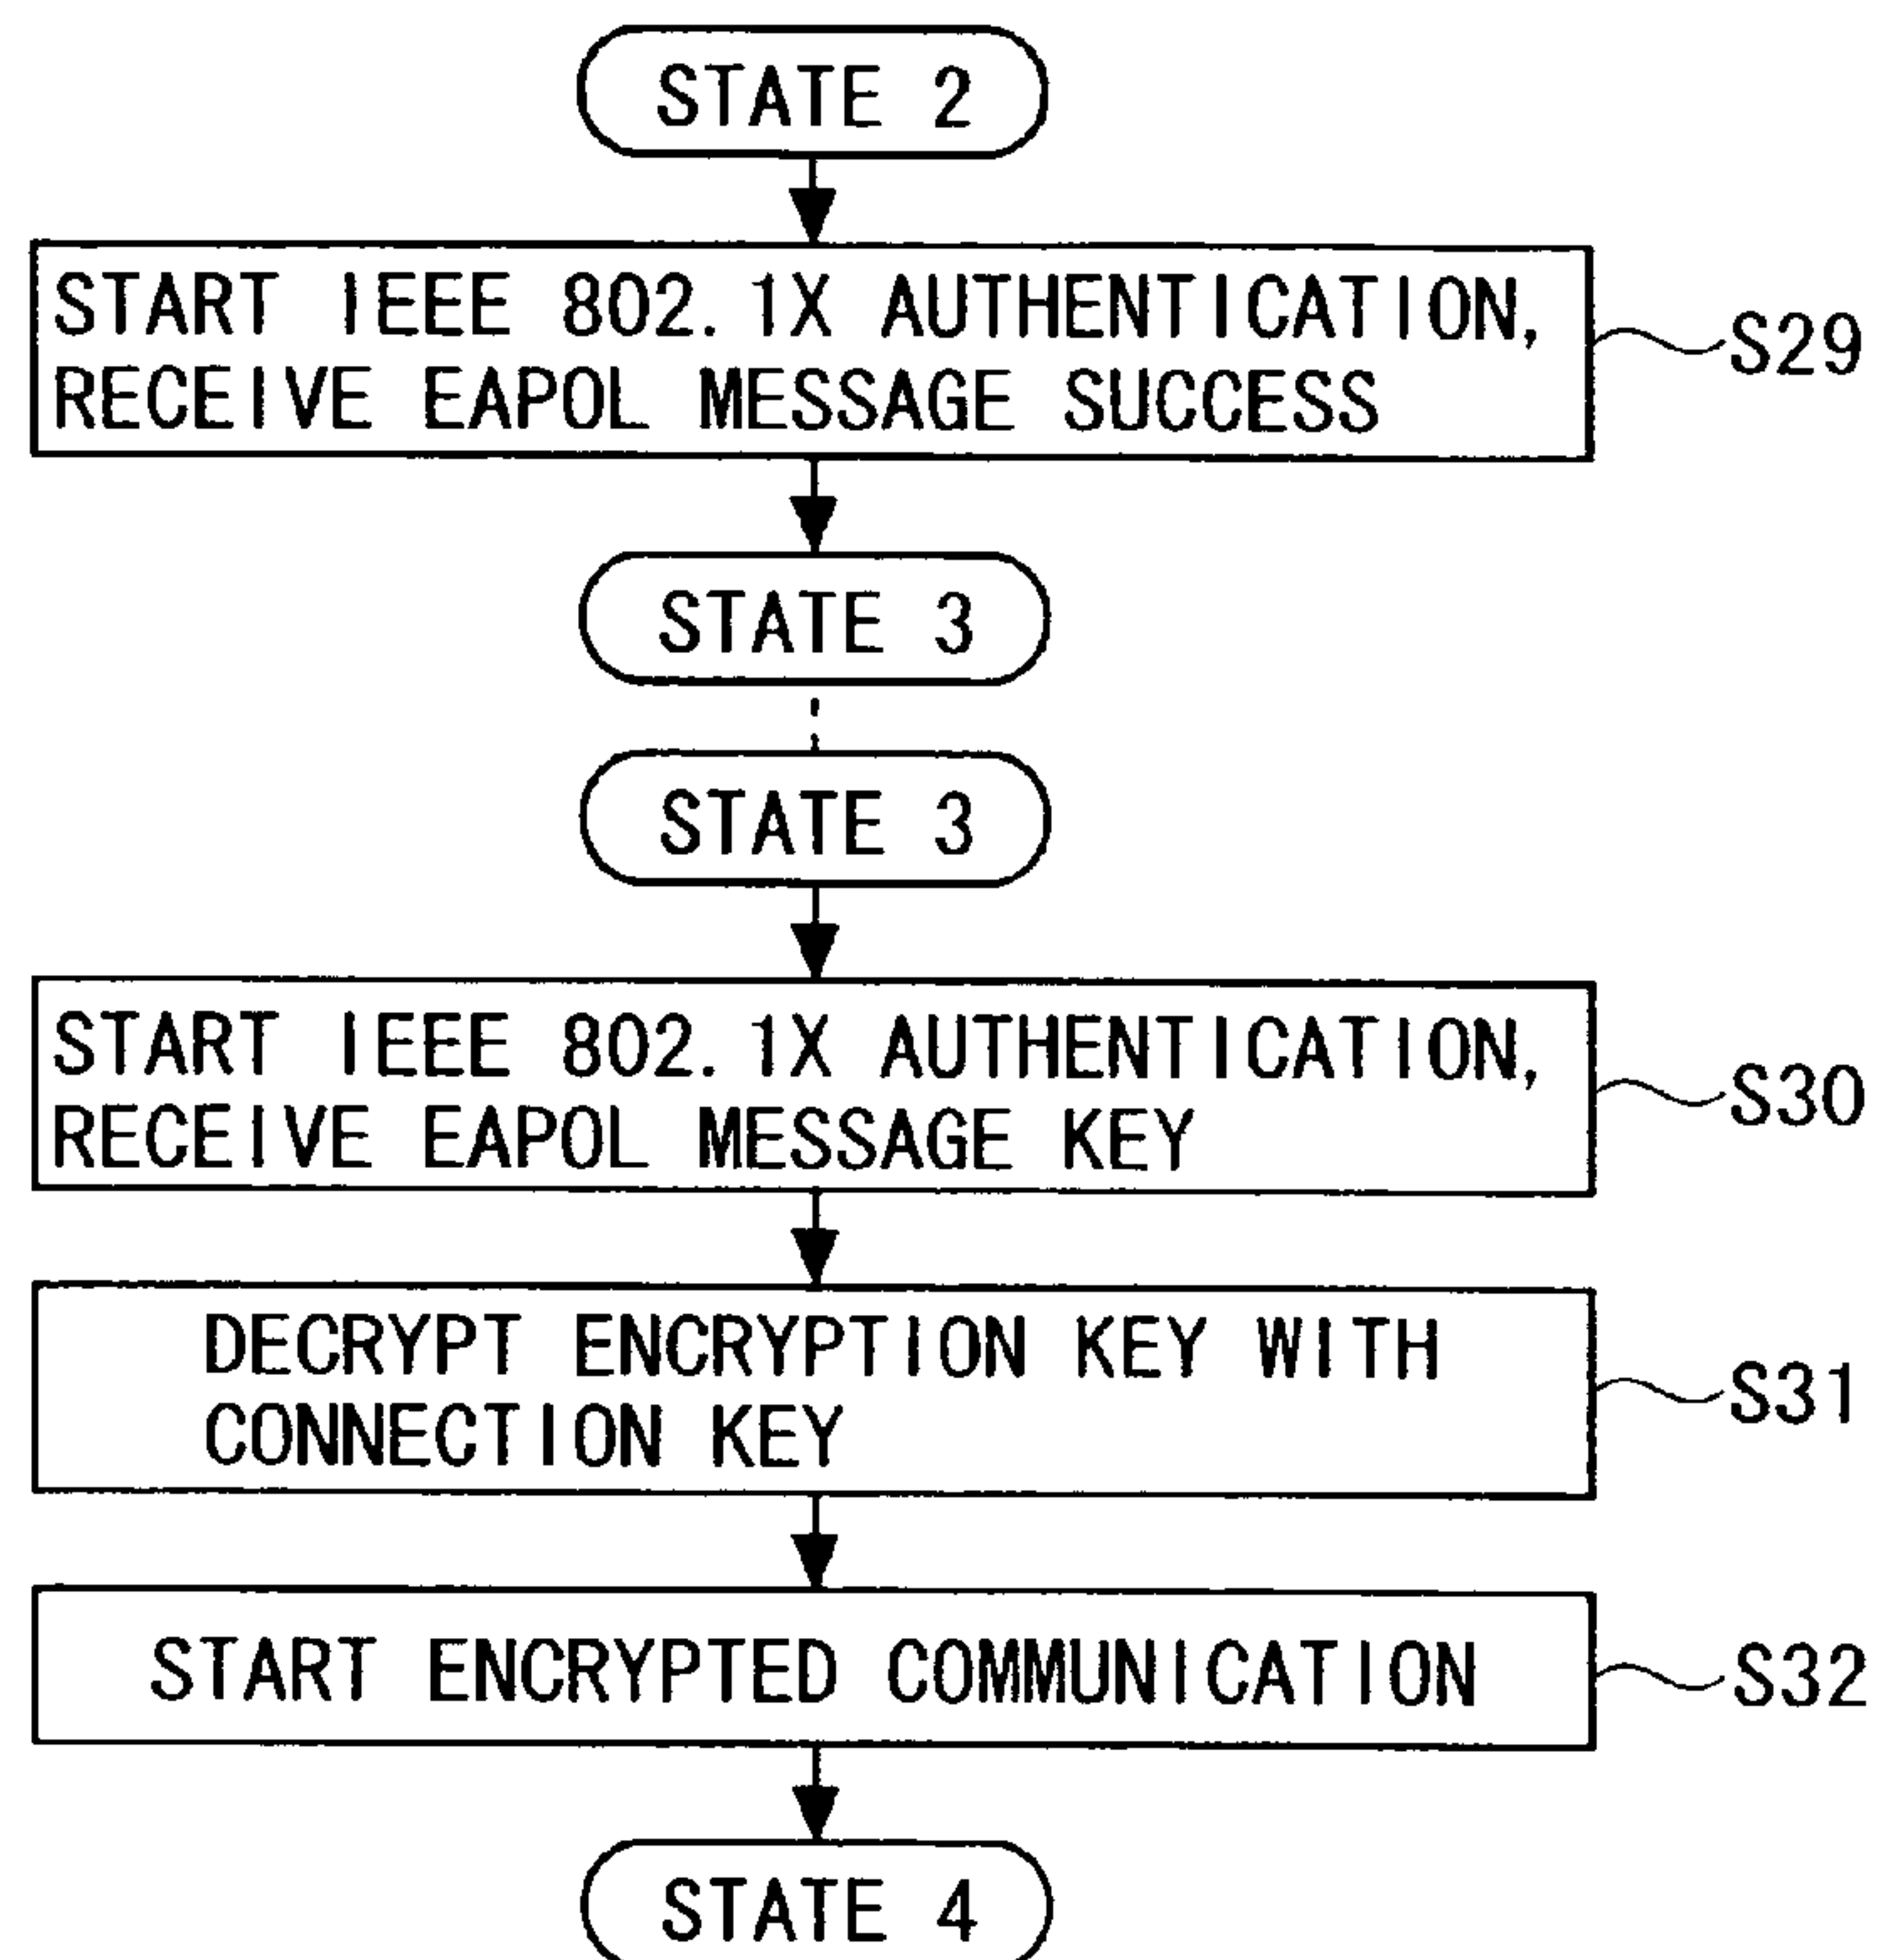 STATE 2
START IEEE 802.1X AUTHENTICATION,
RECEIVE EAPOL MESSAGE SUCCESS
S29
STATE 3
STATE 3
START IEEE 802.1X AUTHENTICATION,
RECEIVE EAPOL MESSAGE KEY
S30
DECRYPT ENCRYPTION KEY WITH
CONNECTION KEY
S31
START ENCRYPTED COMMUNICATION
S32
STATE 4